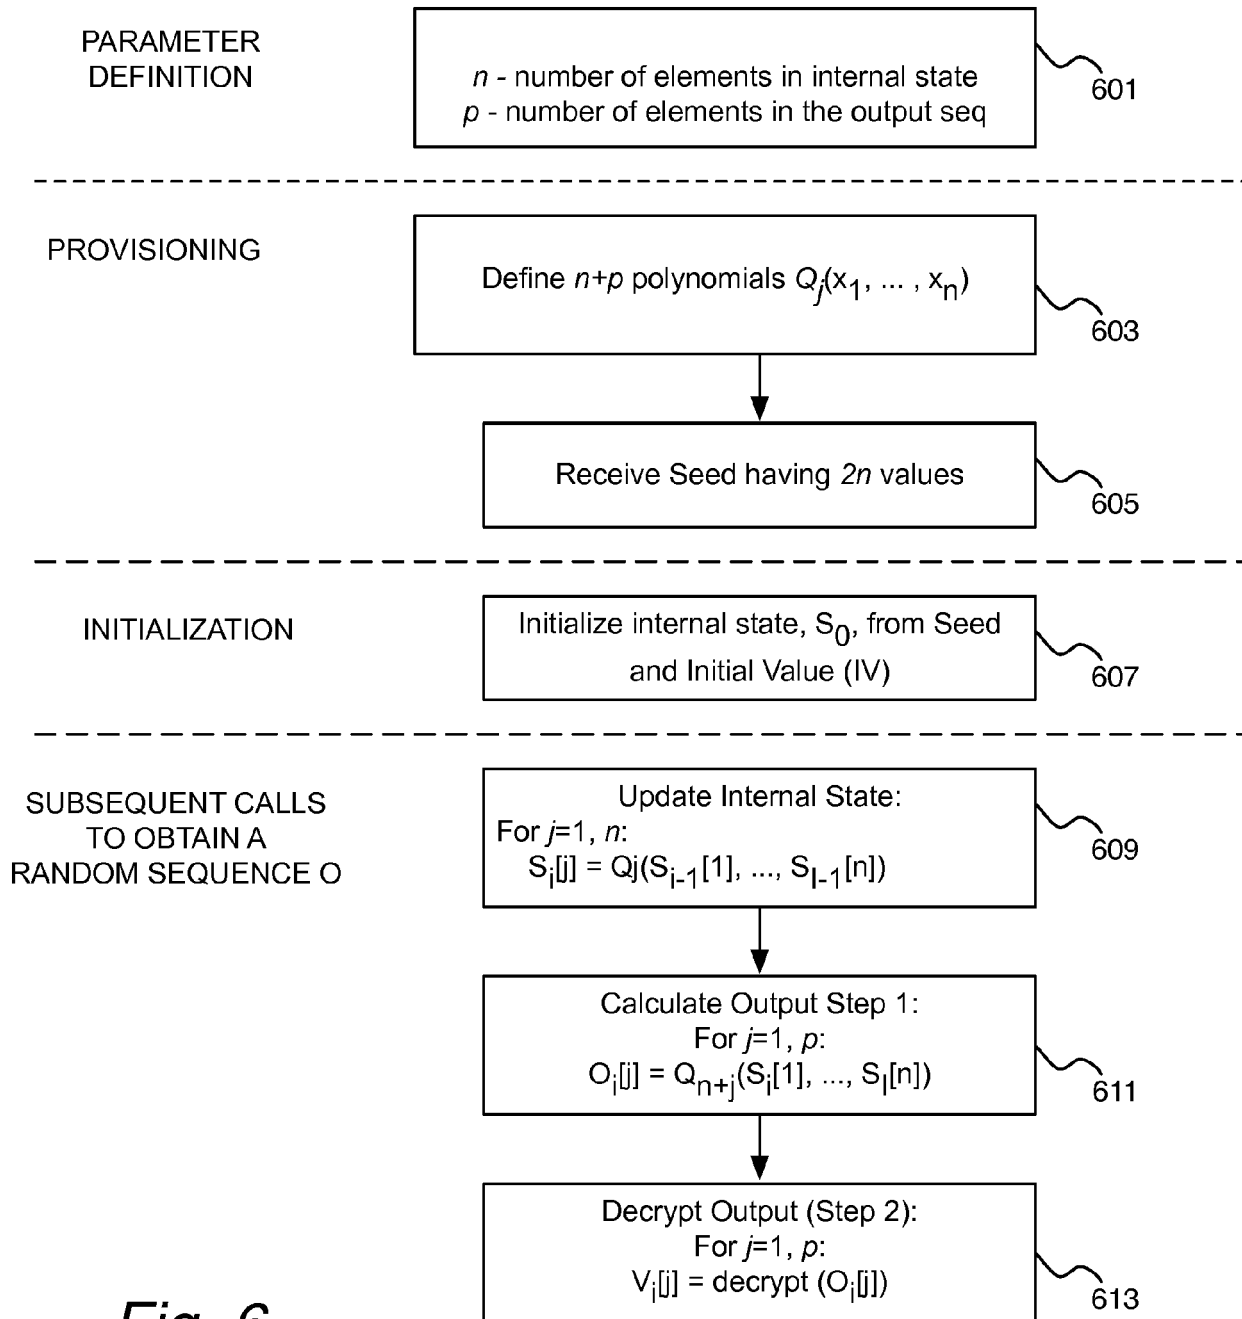 PARAMETER
DEFINITION
n - number of elements in internal state
p - number of elements in the output seq
601
PROVISIONING
Define n+p polynomials Qj(x1, ... , xn)
603
Receive Seed having 2n values
605
INITIALIZATION
Initialize internal state, S0, from Seed
and Initial Value (IV)
607
SUBSEQUENT CALLS
TO OBTAIN A
RANDOM SEQUENCE O
Update Internal State:
For j=1, n:
Si[j] = Qj(Si-1[1], ..., Sl-1[n])
609
Calculate Output Step 1:
For j=1, p:
Oi[j] = Qn+j(Si[1], ..., Sl[n])
611
Decrypt Output (Step 2):
For j=1, p:
Vi[j] = decrypt (Oi[j])
613
Fig. 6